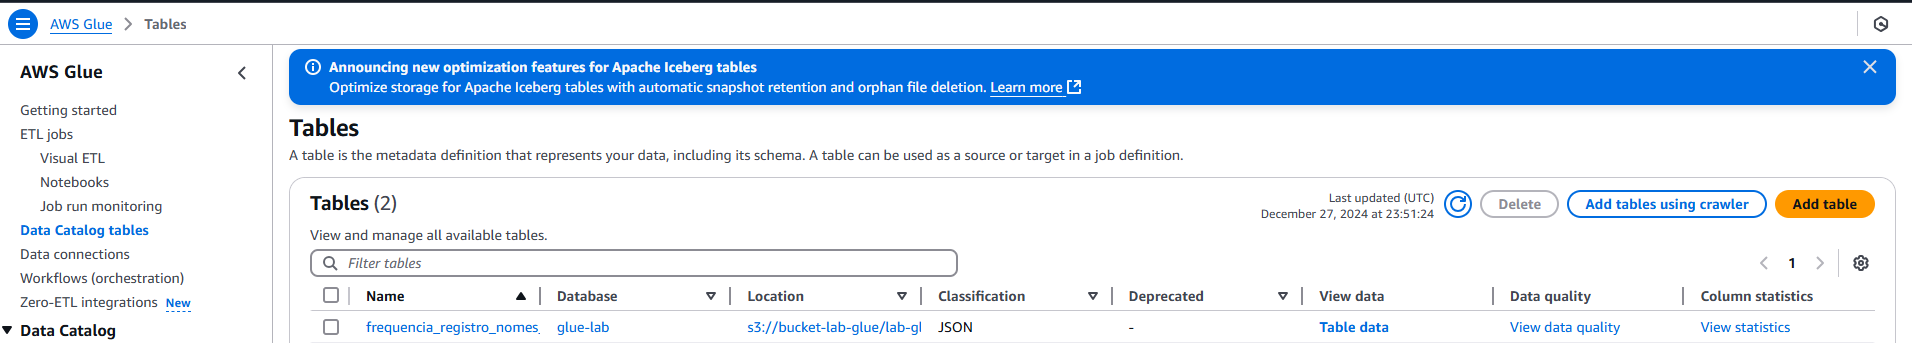 AWS Glue > Tables
AWS Glue
Getting started
ETL jobs
Visual ETL
Notebooks
Job run monitoring
Data Catalog tables
Data connections
Workflows (orchestration)
Zero-ETL integrations New
Data Catalog
Announcing new optimization features for Apache Iceberg tables
Optimize storage for Apache Iceberg tables with automatic snapshot retention and orphan file deletion. Learn more
Tables
A table is the metadata definition that represents your data, including its schema. A table can be used as a source or target in a job definition.
Tables (2)
Last updated (UTC)
December 27, 2024 at 23:51:24
Delete
Add tables using crawler
Add table
View and manage all available tables.
Filter tables
1
Name Database Location Classification Deprecated View data Data quality Column statistics
frequencia_registro_nomes_ glue-lab s3://bucket-lab-glue/lab-gl JSON - Table data View data quality View statistics